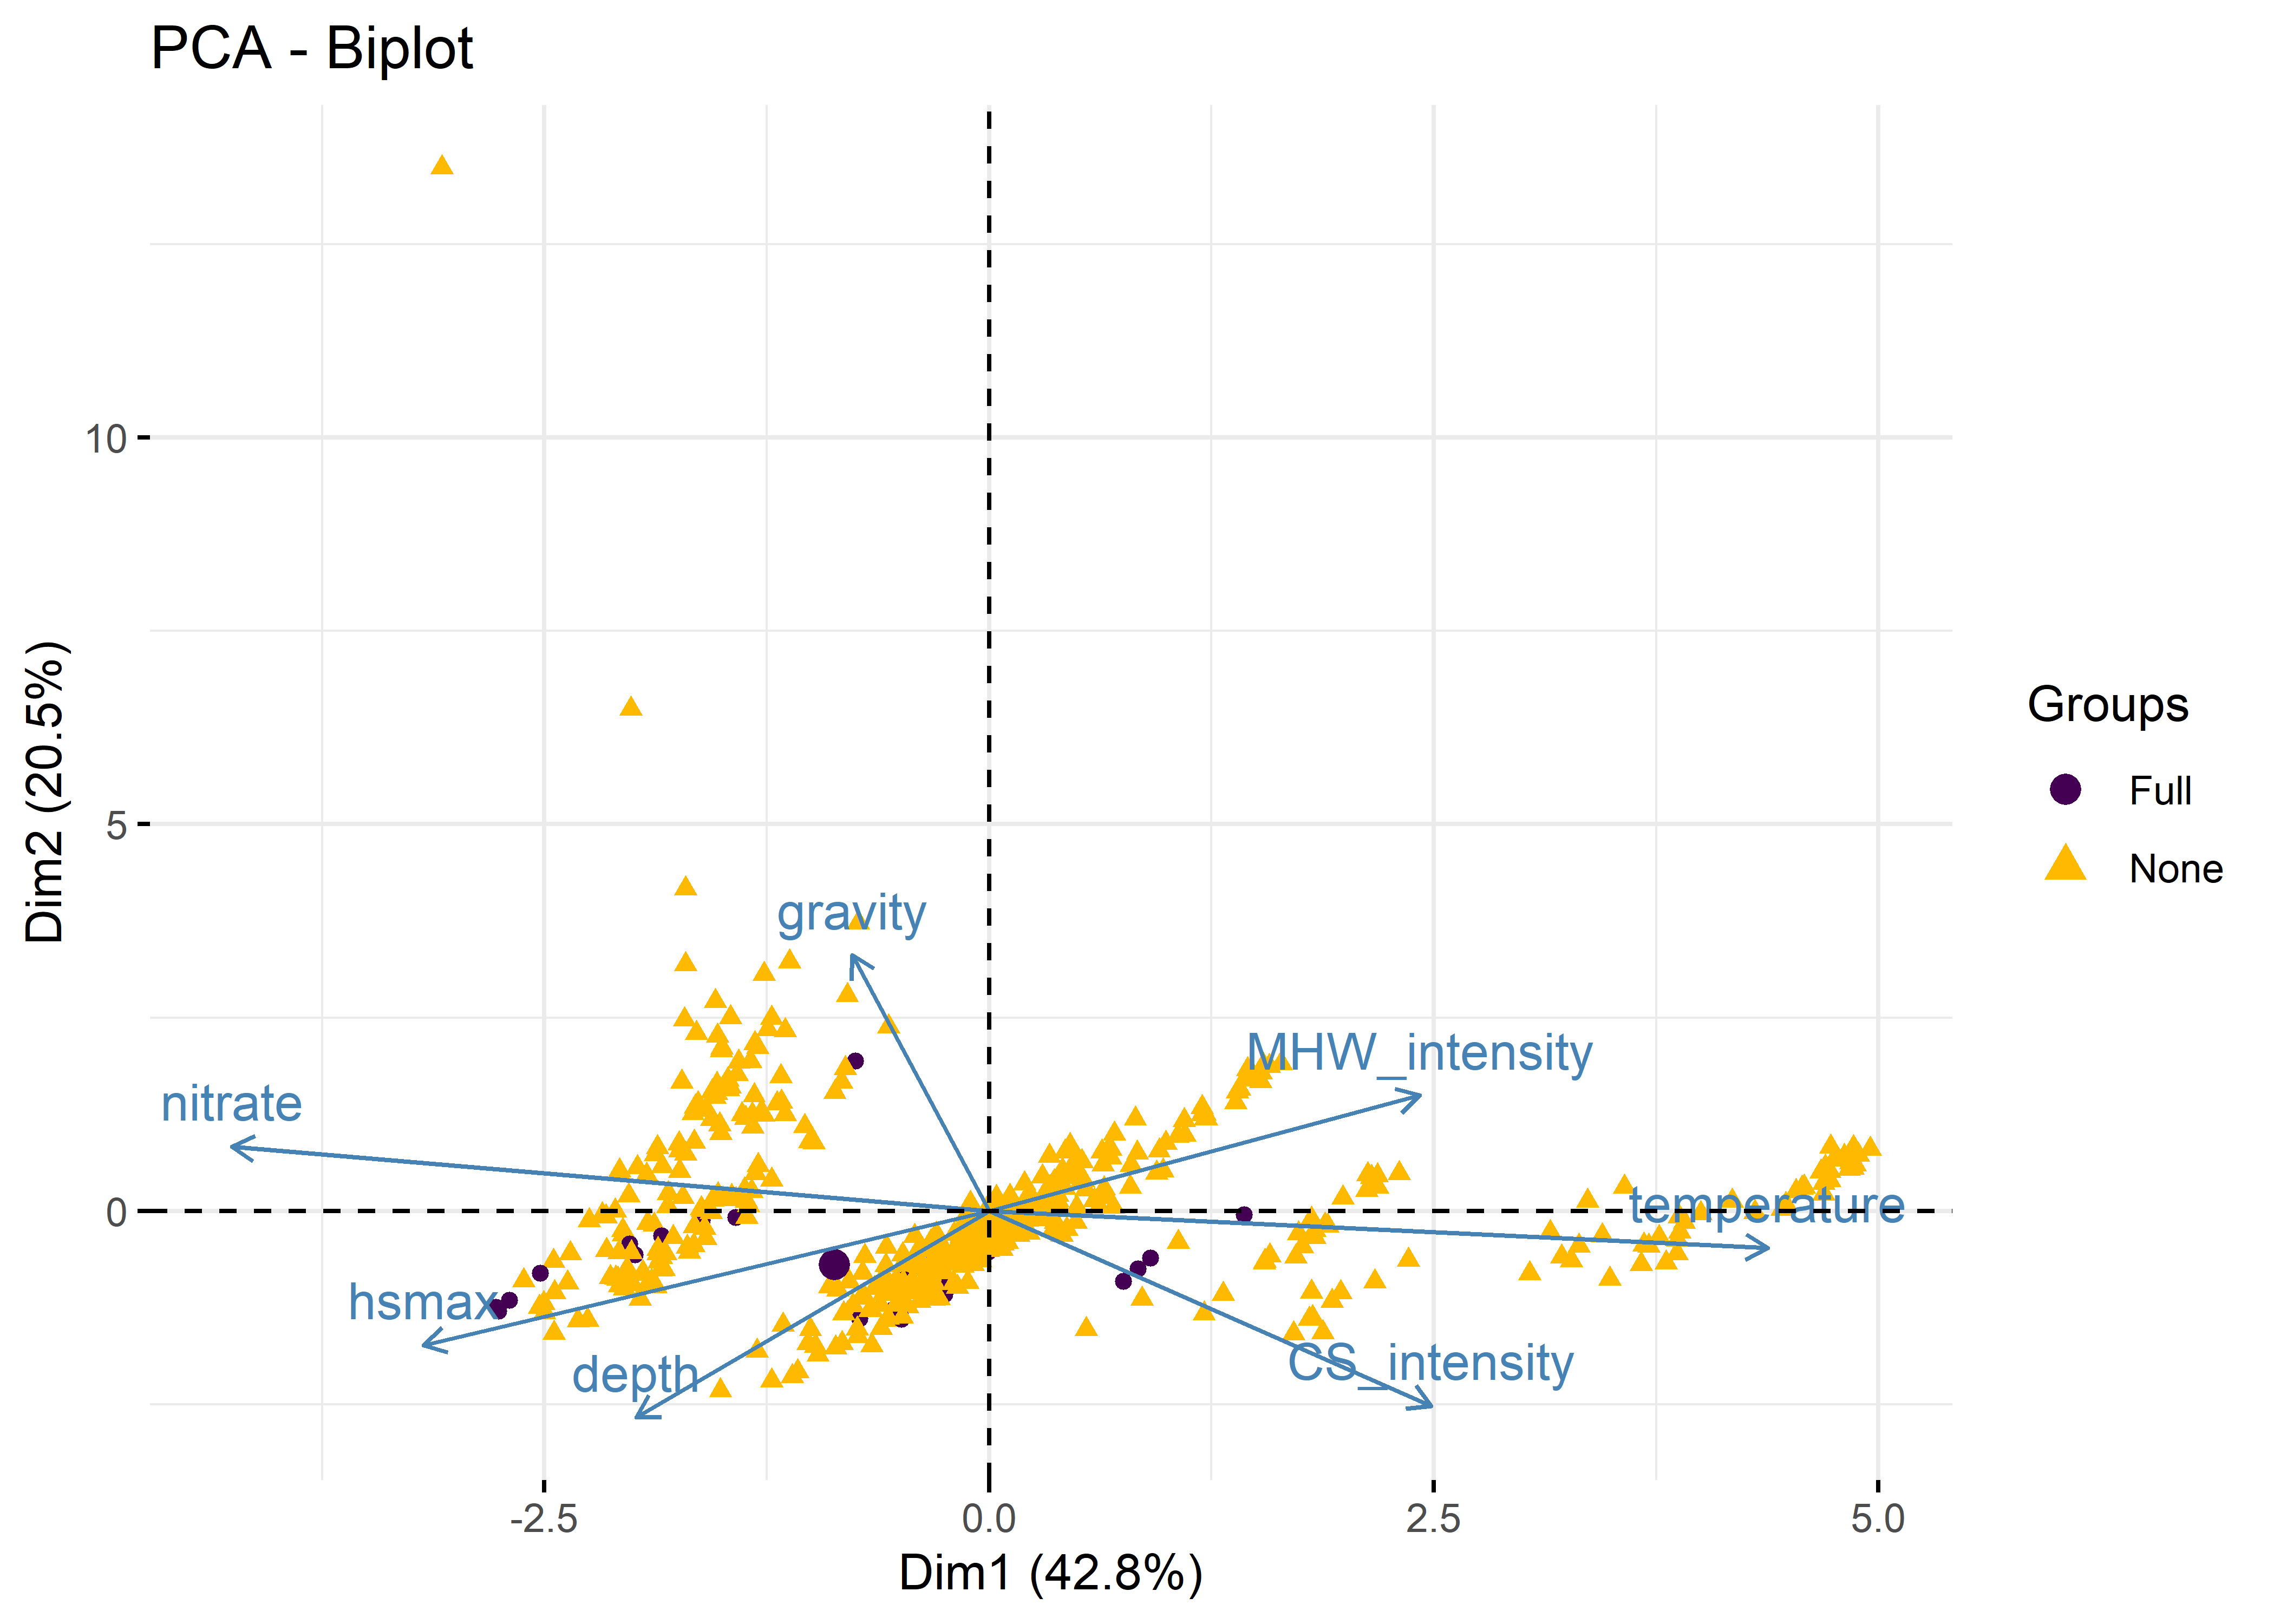 PCA - Biplot
Dim2 (20.5%)
10
5
0
gravity
MHW_intensity
nitrate
temperature
hsmax
depth
CS_intensity
-2.5
0.0
2.5
5.0
Dim1 (42.8%)
Groups
Full
None